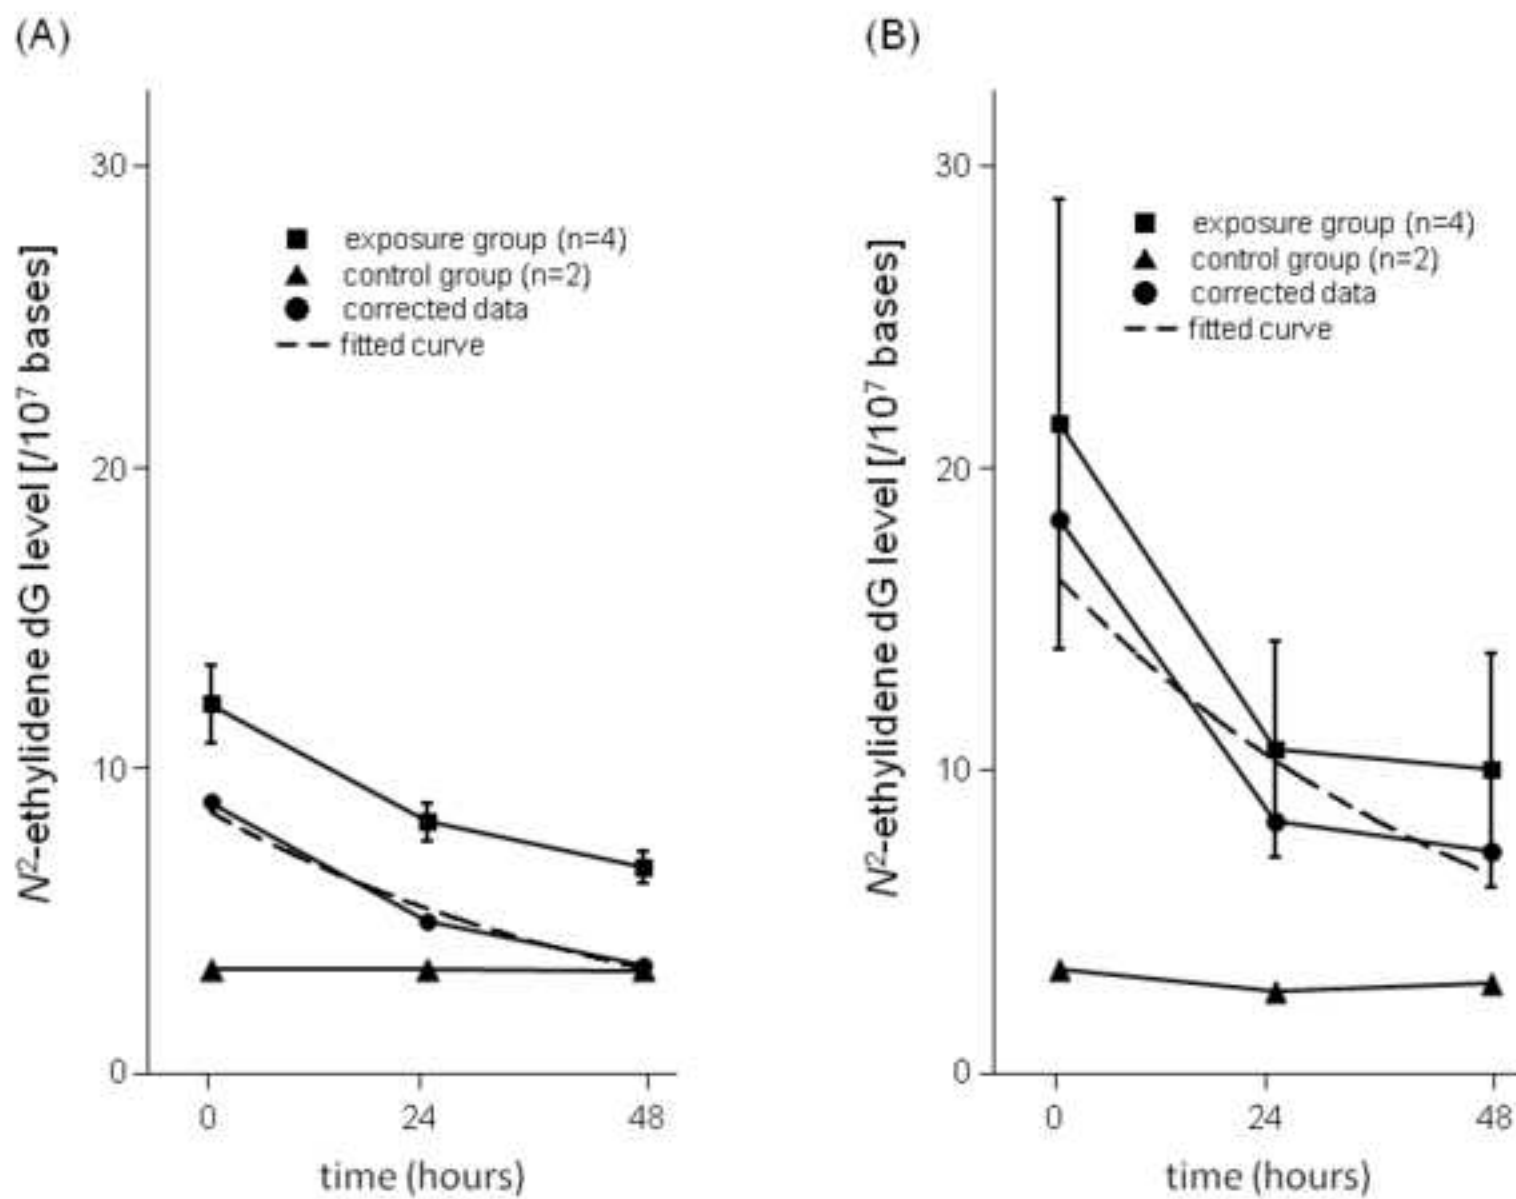 (A)
N²-ethylidene dG level [/10⁷ bases]
30
20
10
0
exposure group (n=4)
control group (n=2)
corrected data
fitted curve
0 24 48
time (hours)
(B)
N²-ethylidene dG level [/10⁷ bases]
30
20
10
0
exposure group (n=4)
control group (n=2)
corrected data
fitted curve
0 24 48
time (hours)